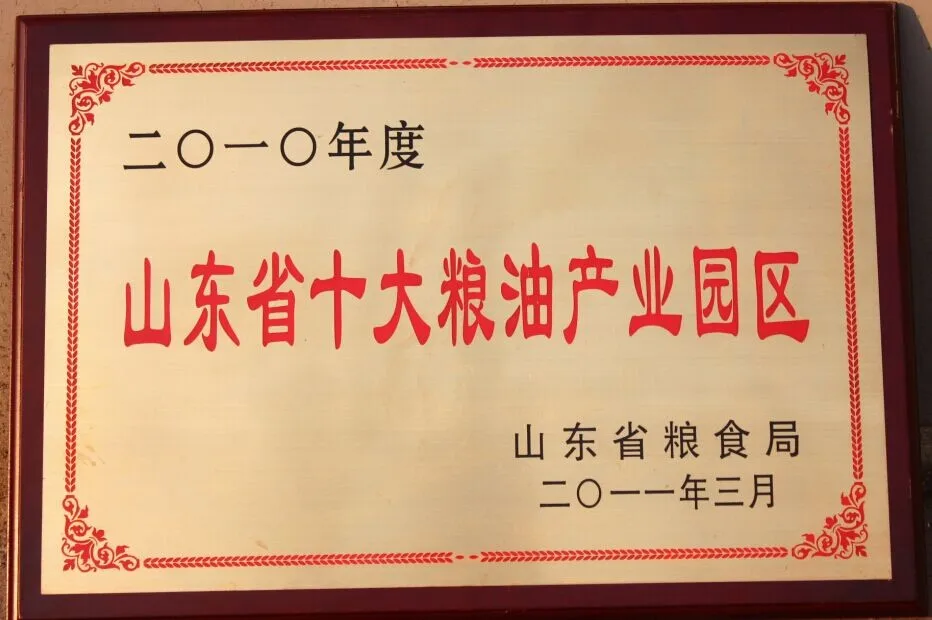 二〇一〇年度
山东省十大粮油产业园区
山东省粮食局
二〇一一年三月